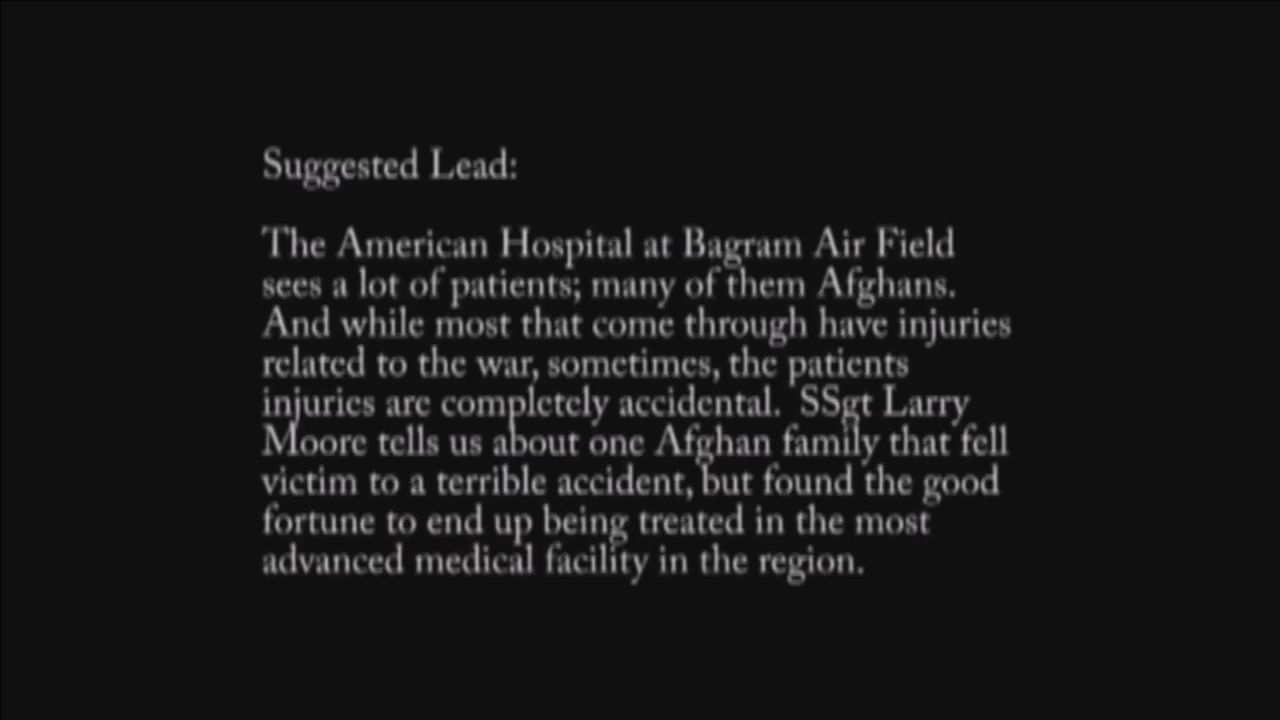 Suggested Lead:
The American Hospital at Bagram Air Field
sees a lot of patients; many of them Afghans.
And while most that come through have injuries
related to the war, sometimes, the patients
injuries are completely accidental.  SSgt Larry
Moore tells us about one Afghan family that fell
victim to a terrible accident, but found the good
fortune to end up being treated in the most
advanced medical facility in the region.